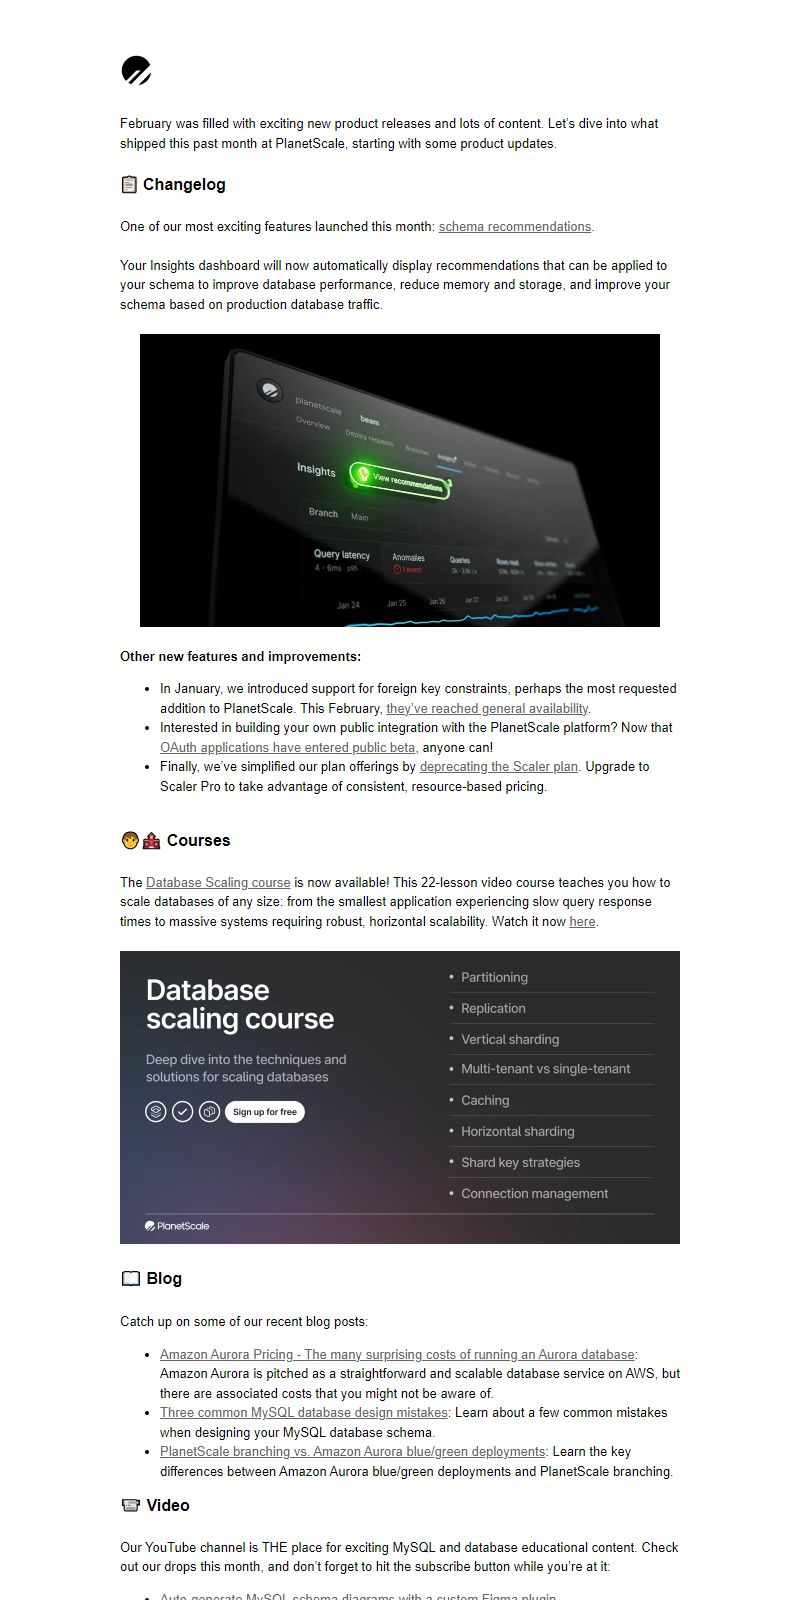 February was filled with exciting new product releases and lots of content. Let's dive into what
shipped this past month at PlanetScale, starting with some product updates.
Changelog
One of our most exciting features launched this month: schema recommendations.
Your Insights dashboard will now automatically display recommendations that can be applied to
your schema to improve database performance, reduce memory and storage, and improve your
schema based on production database traffic.
planetscale beam
Overview Deploy requests Branches Insights
Insights View recommendations 3
Branch Main
Query latency Anomalies Queries Rows read
4 - 6ms p95 1 event
Jan 24 Jan 25 Jan 26 Jan 27
Other new features and improvements:
• In January, we introduced support for foreign key constraints, perhaps the most requested
addition to PlanetScale. This February, they've reached general availability.
• Interested in building your own public integration with the PlanetScale platform? Now that
OAuth applications have entered public beta, anyone can!
• Finally, we've simplified our plan offerings by deprecating the Scaler plan. Upgrade to
Scaler Pro to take advantage of consistent, resource-based pricing.
Courses
The Database Scaling course is now available! This 22-lesson video course teaches you how to
scale databases of any size: from the smallest application experiencing slow query response
times to massive systems requiring robust, horizontal scalability. Watch it now here.
Database
scaling course
Deep dive into the techniques and
solutions for scaling databases
Sign up for free
• Partitioning
• Replication
• Vertical sharding
• Multi-tenant vs single-tenant
• Caching
• Horizontal sharding
• Shard key strategies
• Connection management
PlanetScale
Blog
Catch up on some of our recent blog posts:
• Amazon Aurora Pricing - The many surprising costs of running an Aurora database:
Amazon Aurora is pitched as a straightforward and scalable database service on AWS, but
there are associated costs that you might not be aware of.
• Three common MySQL database design mistakes: Learn about a few common mistakes
when designing your MySQL database schema.
• PlanetScale branching vs. Amazon Aurora blue/green deployments: Learn the key
differences between Amazon Aurora blue/green deployments and PlanetScale branching.
Video
Our YouTube channel is THE place for exciting MySQL and database educational content. Check
out our drops this month, and don't forget to hit the subscribe button while you're at it:
• Auto-generate MySQL schema diagrams with a custom Figma plugin